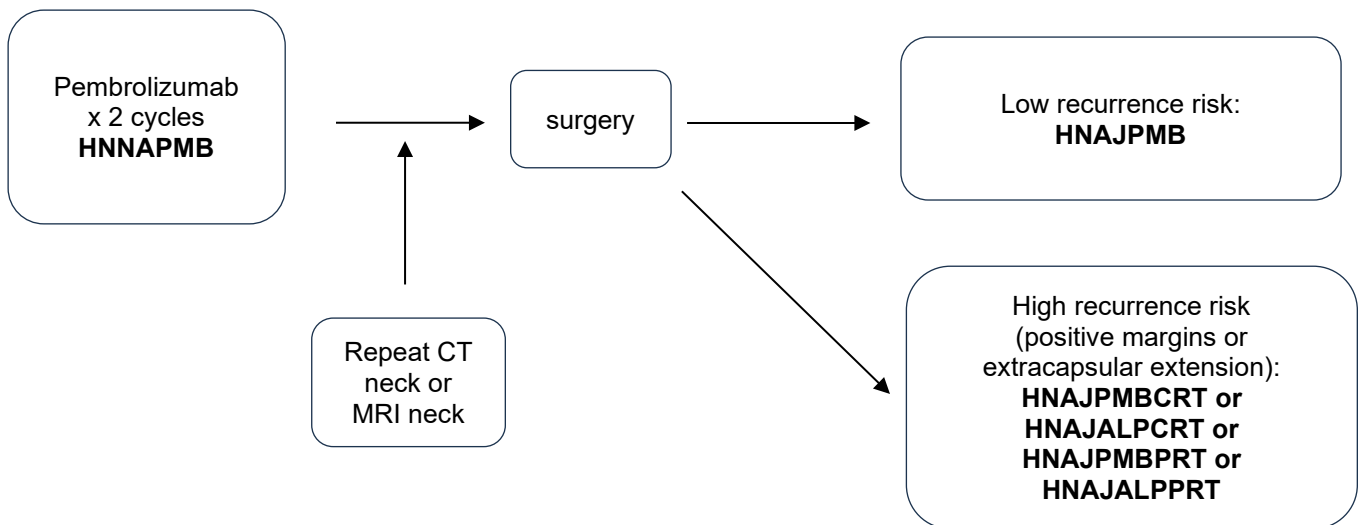 Pembrolizumab
x 2 cycles
HNNAPMB
surgery
Low recurrence risk:
HNAJPMB
Repeat CT
neck or
MRI neck
High recurrence risk
(positive margins or
extracapsular extension):
HNAJPMBCRT or
HNAJALPCRT or
HNAJPMBPRT or
HNAJALPPRT